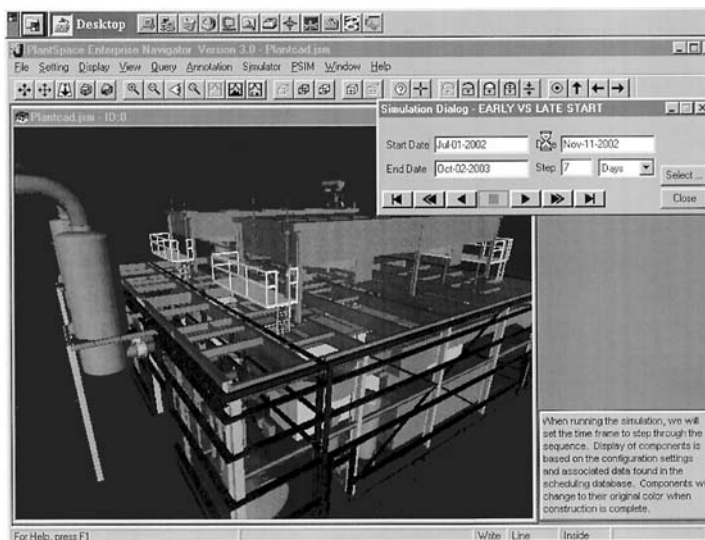 Desktop
PlantSpace Enterprise Navigator Version 3.0 - Plantcad.jsm
File Setting Display View Query Annotation Simulator PSIM Window Help
Plantcad.jsm - ID:0
Simulation Dialog - EARLY VS LATE START
Start Date Jul-01-2002 Nov-11-2002
End Date Oct-02-2003 Step 7 Days
Select ...
Close
When running the simulation, we will
set the time frame to step through the
sequence. Display of components is
based on the configuration settings
and associated data found in the
scheduling database. Components w
change to their original color when
construction is complete.
For Help, press F1 Write Line Inside